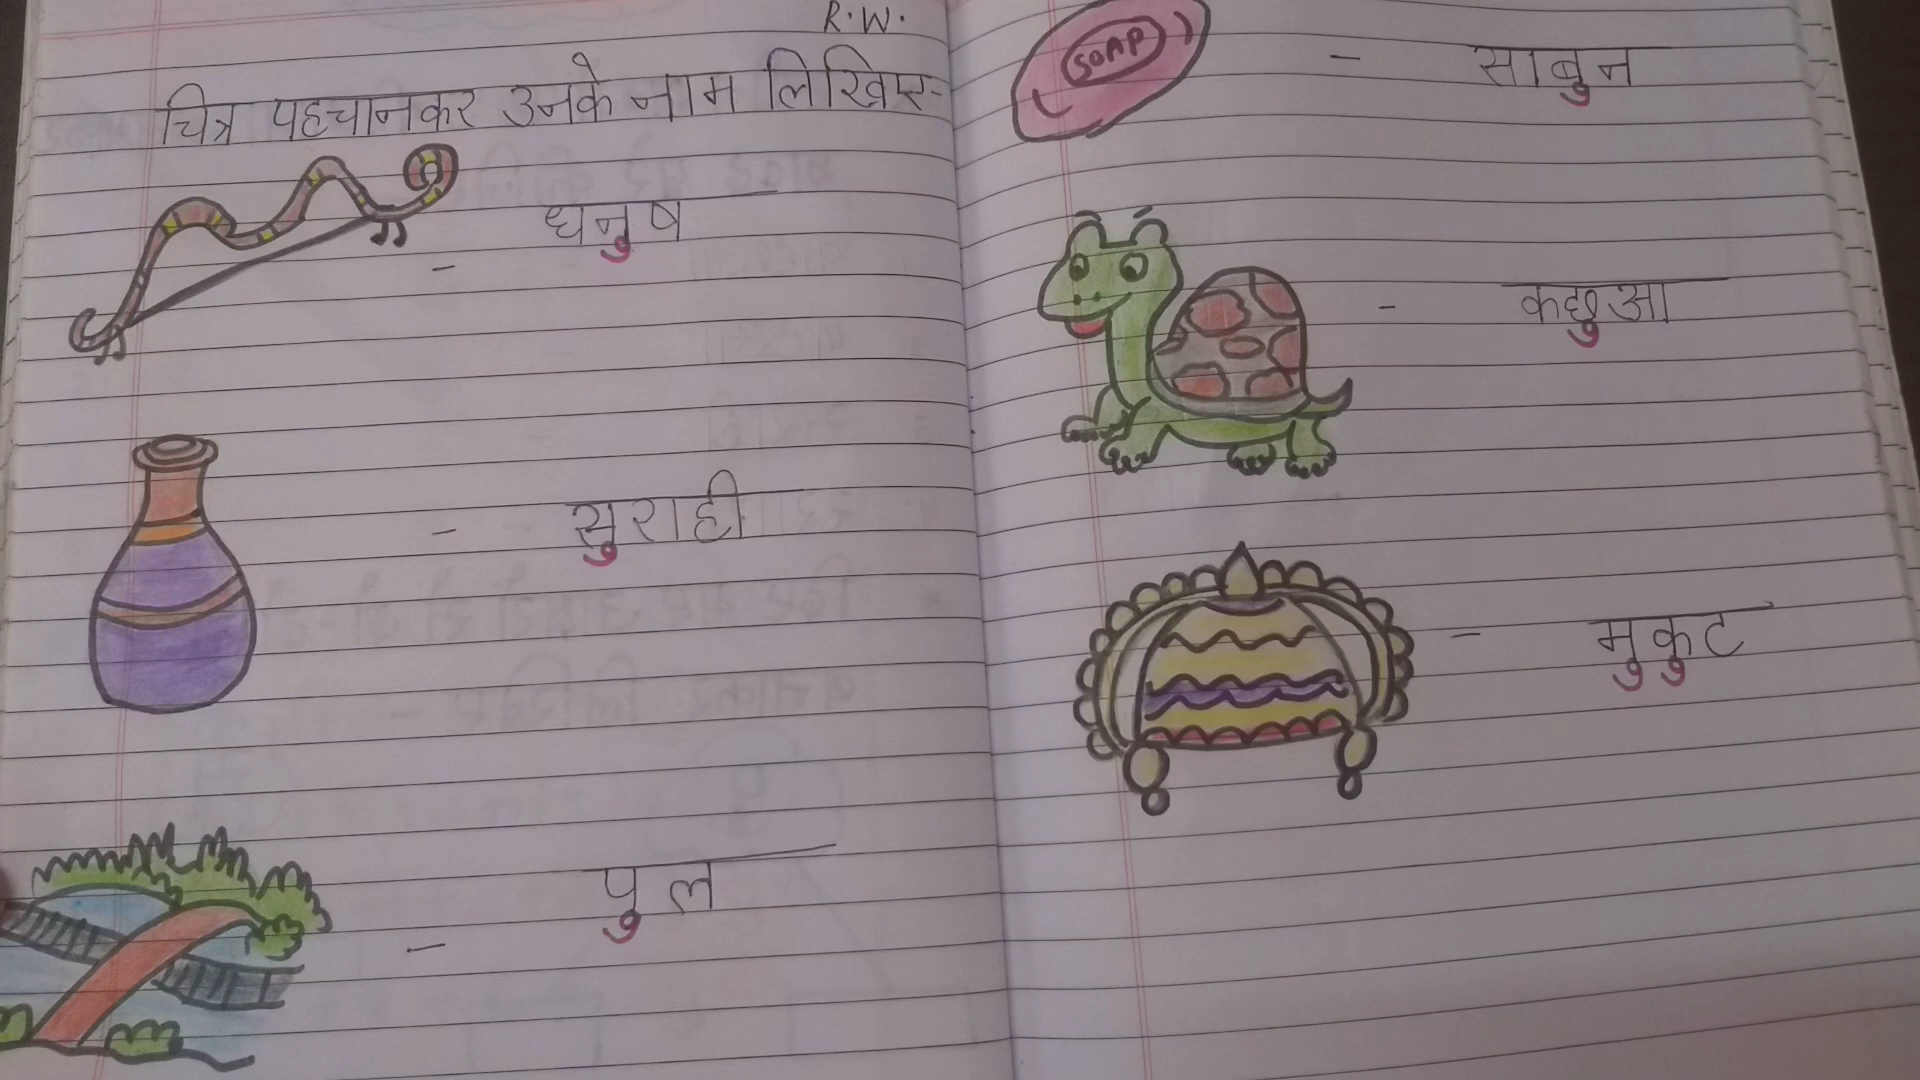 R.W.
चित्र पहचानकर उनके नाम लिखिए-
- धनुष
- सुराही
- पुल
SOAP
- साबुन
- कछुआ
- मुकुट